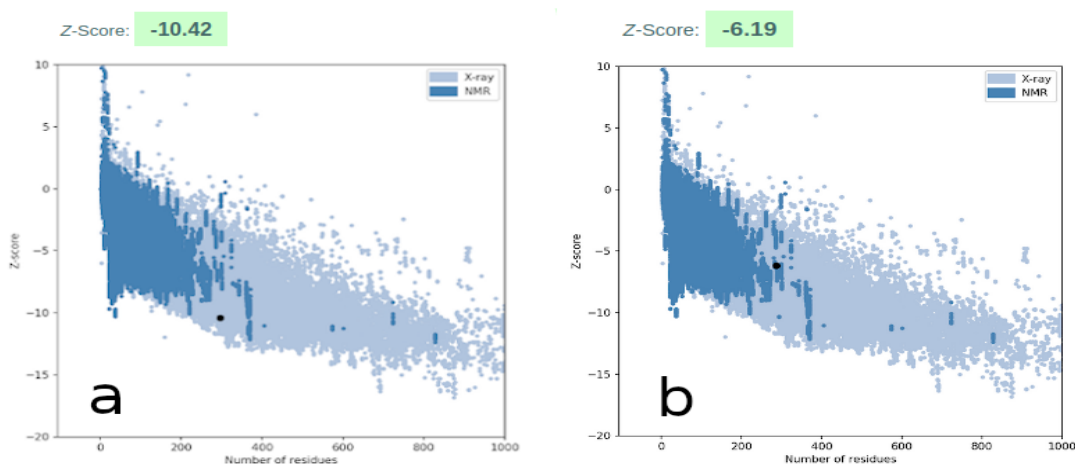 Z-Score: -10.42
10
5
0
−5
−10
−15
−20
Z-score
X-ray
NMR
a
0 200 400 600 800 1000
Number of residues
Z-Score: -6.19
10
5
0
−5
−10
−15
−20
Z-score
X-ray
NMR
b
0 200 400 600 800 1000
Number of residues